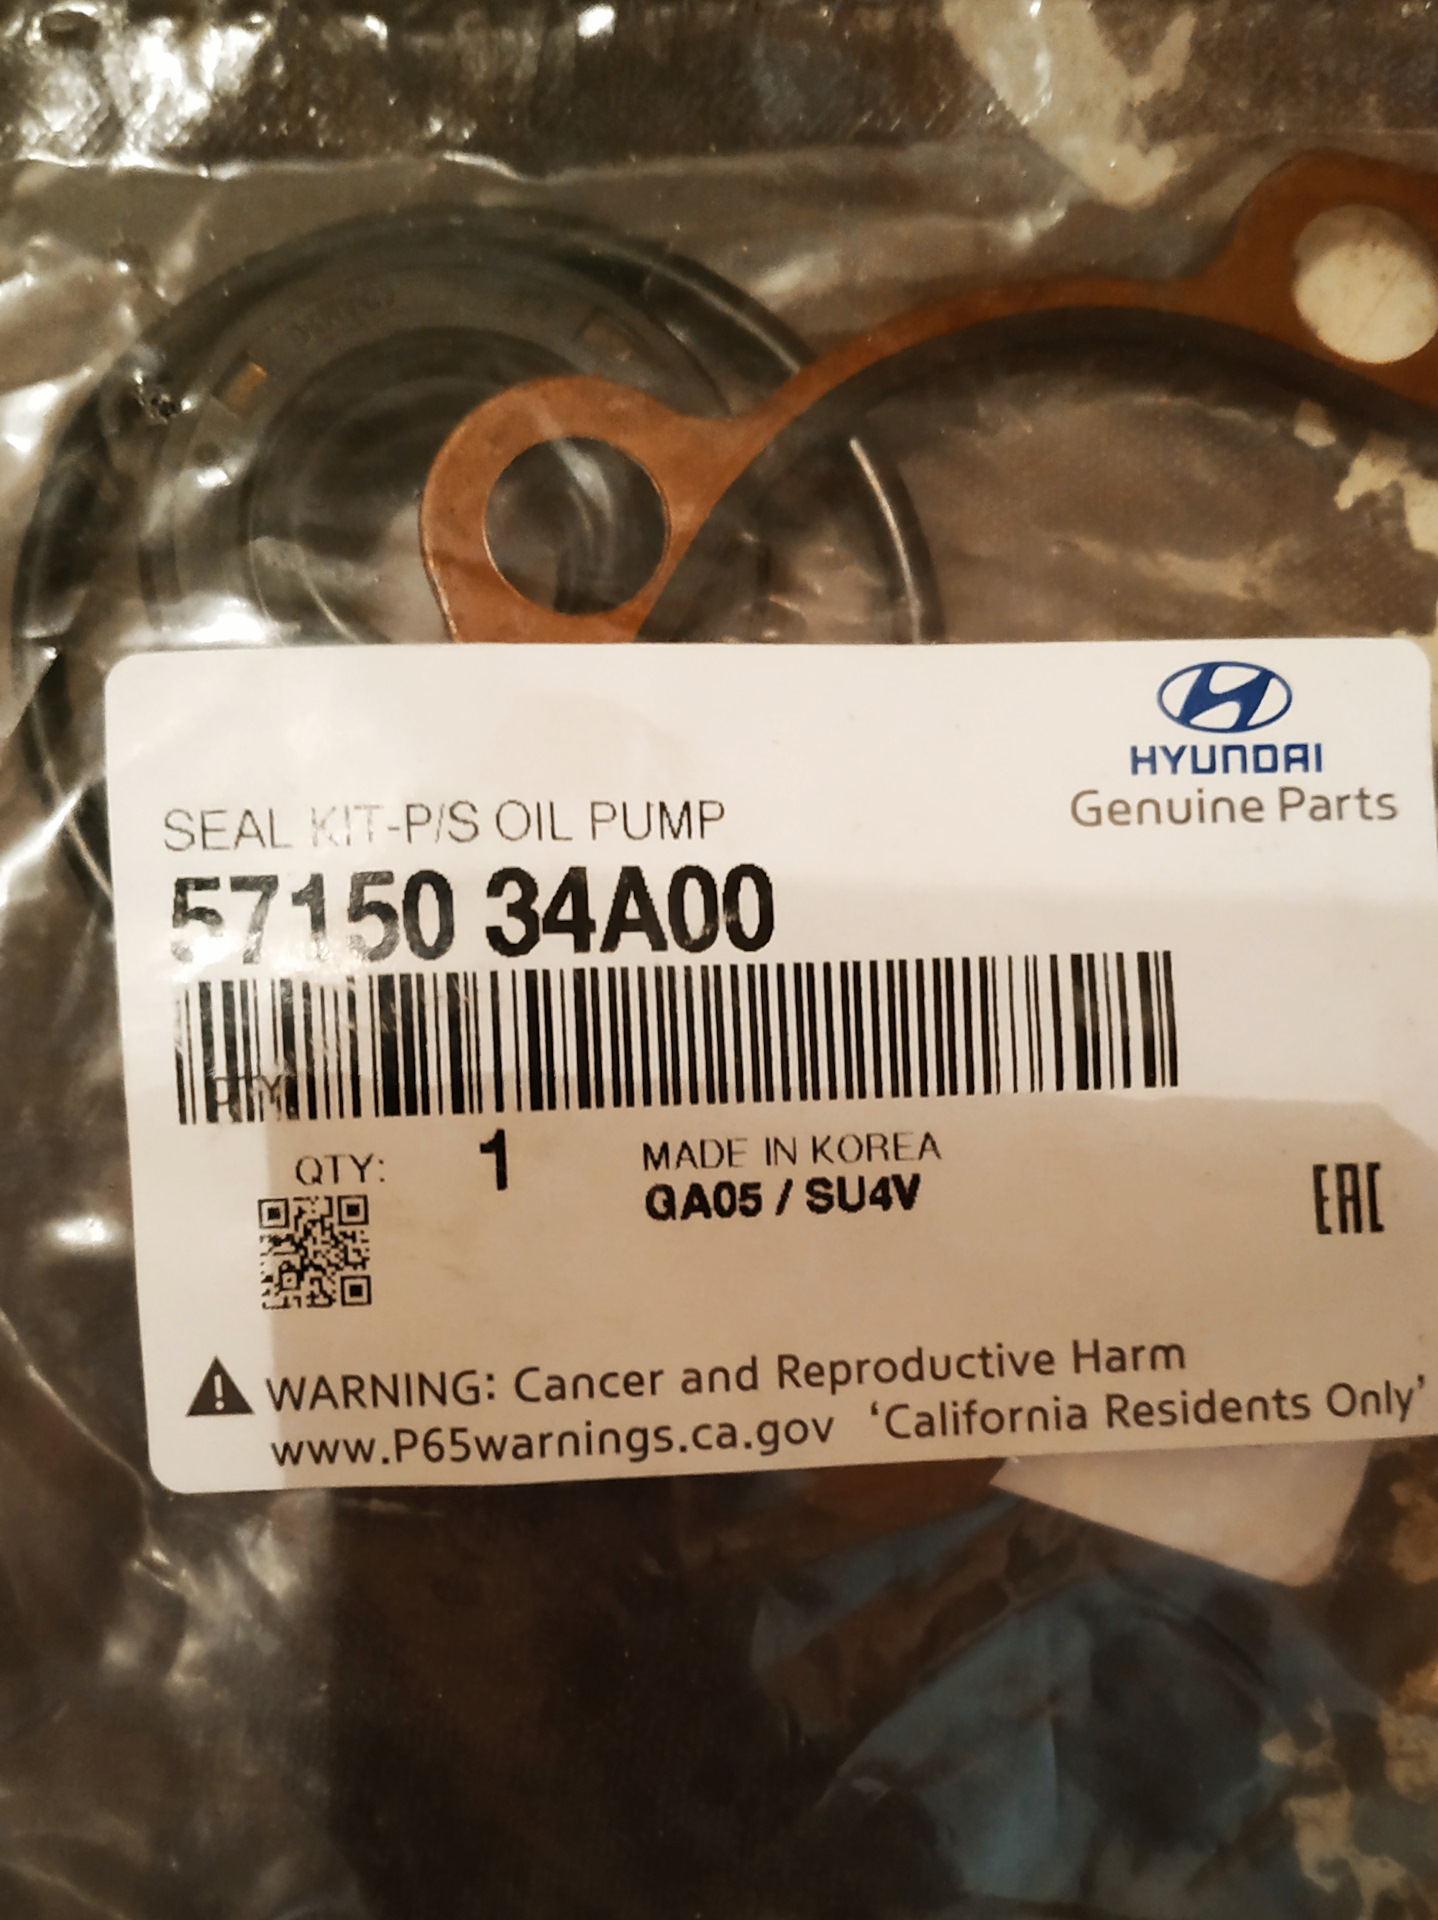 HYUNDAI
Genuine Parts
SEAL KIT-P/S OIL PUMP
57150 34A00
QTY
QTY: 1
MADE IN KOREA
GA05 / SU4V
EAC
WARNING: Cancer and Reproductive Harm
www.P65warnings.ca.gov 'California Residents Only'